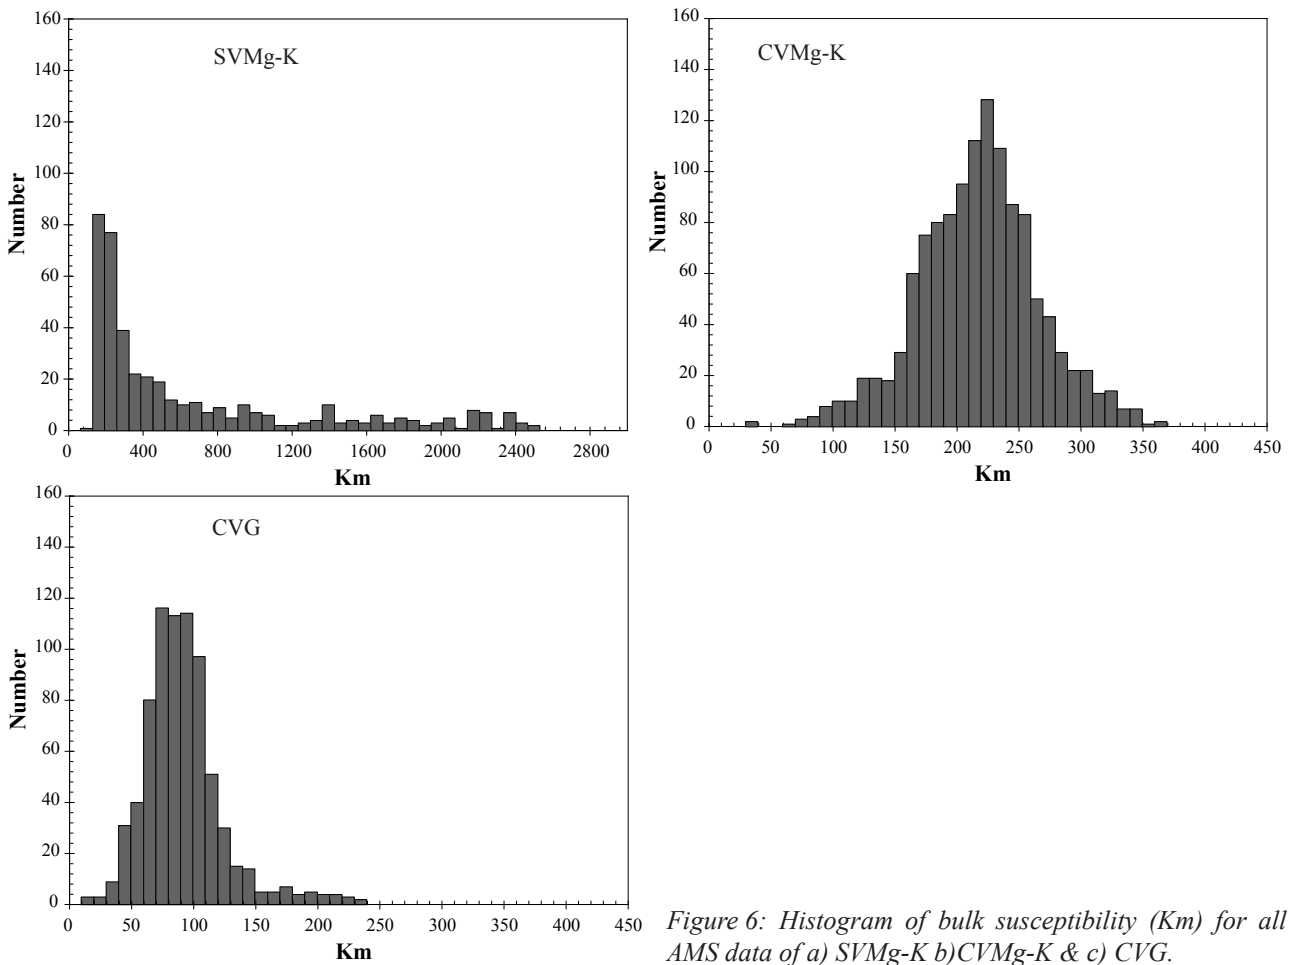 SVMg-K
160
140
120
100
80
60
40
20
0
Number
0 400 800 1200 1600 2000 2400 2800
Km
CVMg-K
160
140
120
100
80
60
40
20
0
Number
0 50 100 150 200 250 300 350 400 450
Km
CVG
160
140
120
100
80
60
40
20
0
Number
0 50 100 150 200 250 300 350 400 450
Km
Figure 6: Histogram of bulk susceptibility (Km) for all
AMS data of a) SVMg-K b)CVMg-K & c) CVG.